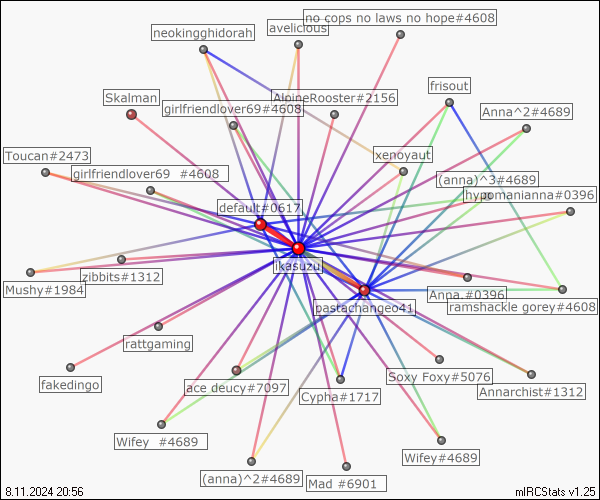 no cops no laws no hope#4608
neokingghidorah
avelicious
frisout
Skalman
girlfriendlover69#4608
AlpineRooster#2156
Anna^2#4689
Toucan#2473
xenoyaut
girlfriendlover69   #4608
(anna)^3#4689
hypomanianna#0396
default#0617
ikasuzu
Mushy#1984
zibbits#1312
Anna.#0396
pastachangeo41
ramshackle gorey#4608
rattgaming
fakedingo
ace deucy#7097
Soxy Foxy#5076
Cypha#1717
Annarchist#1312
Wifey   #4689
Wifey#4689
(anna)^2#4689
Mad  #6901
8.11.2024 20:56
mIRCStats v1.25